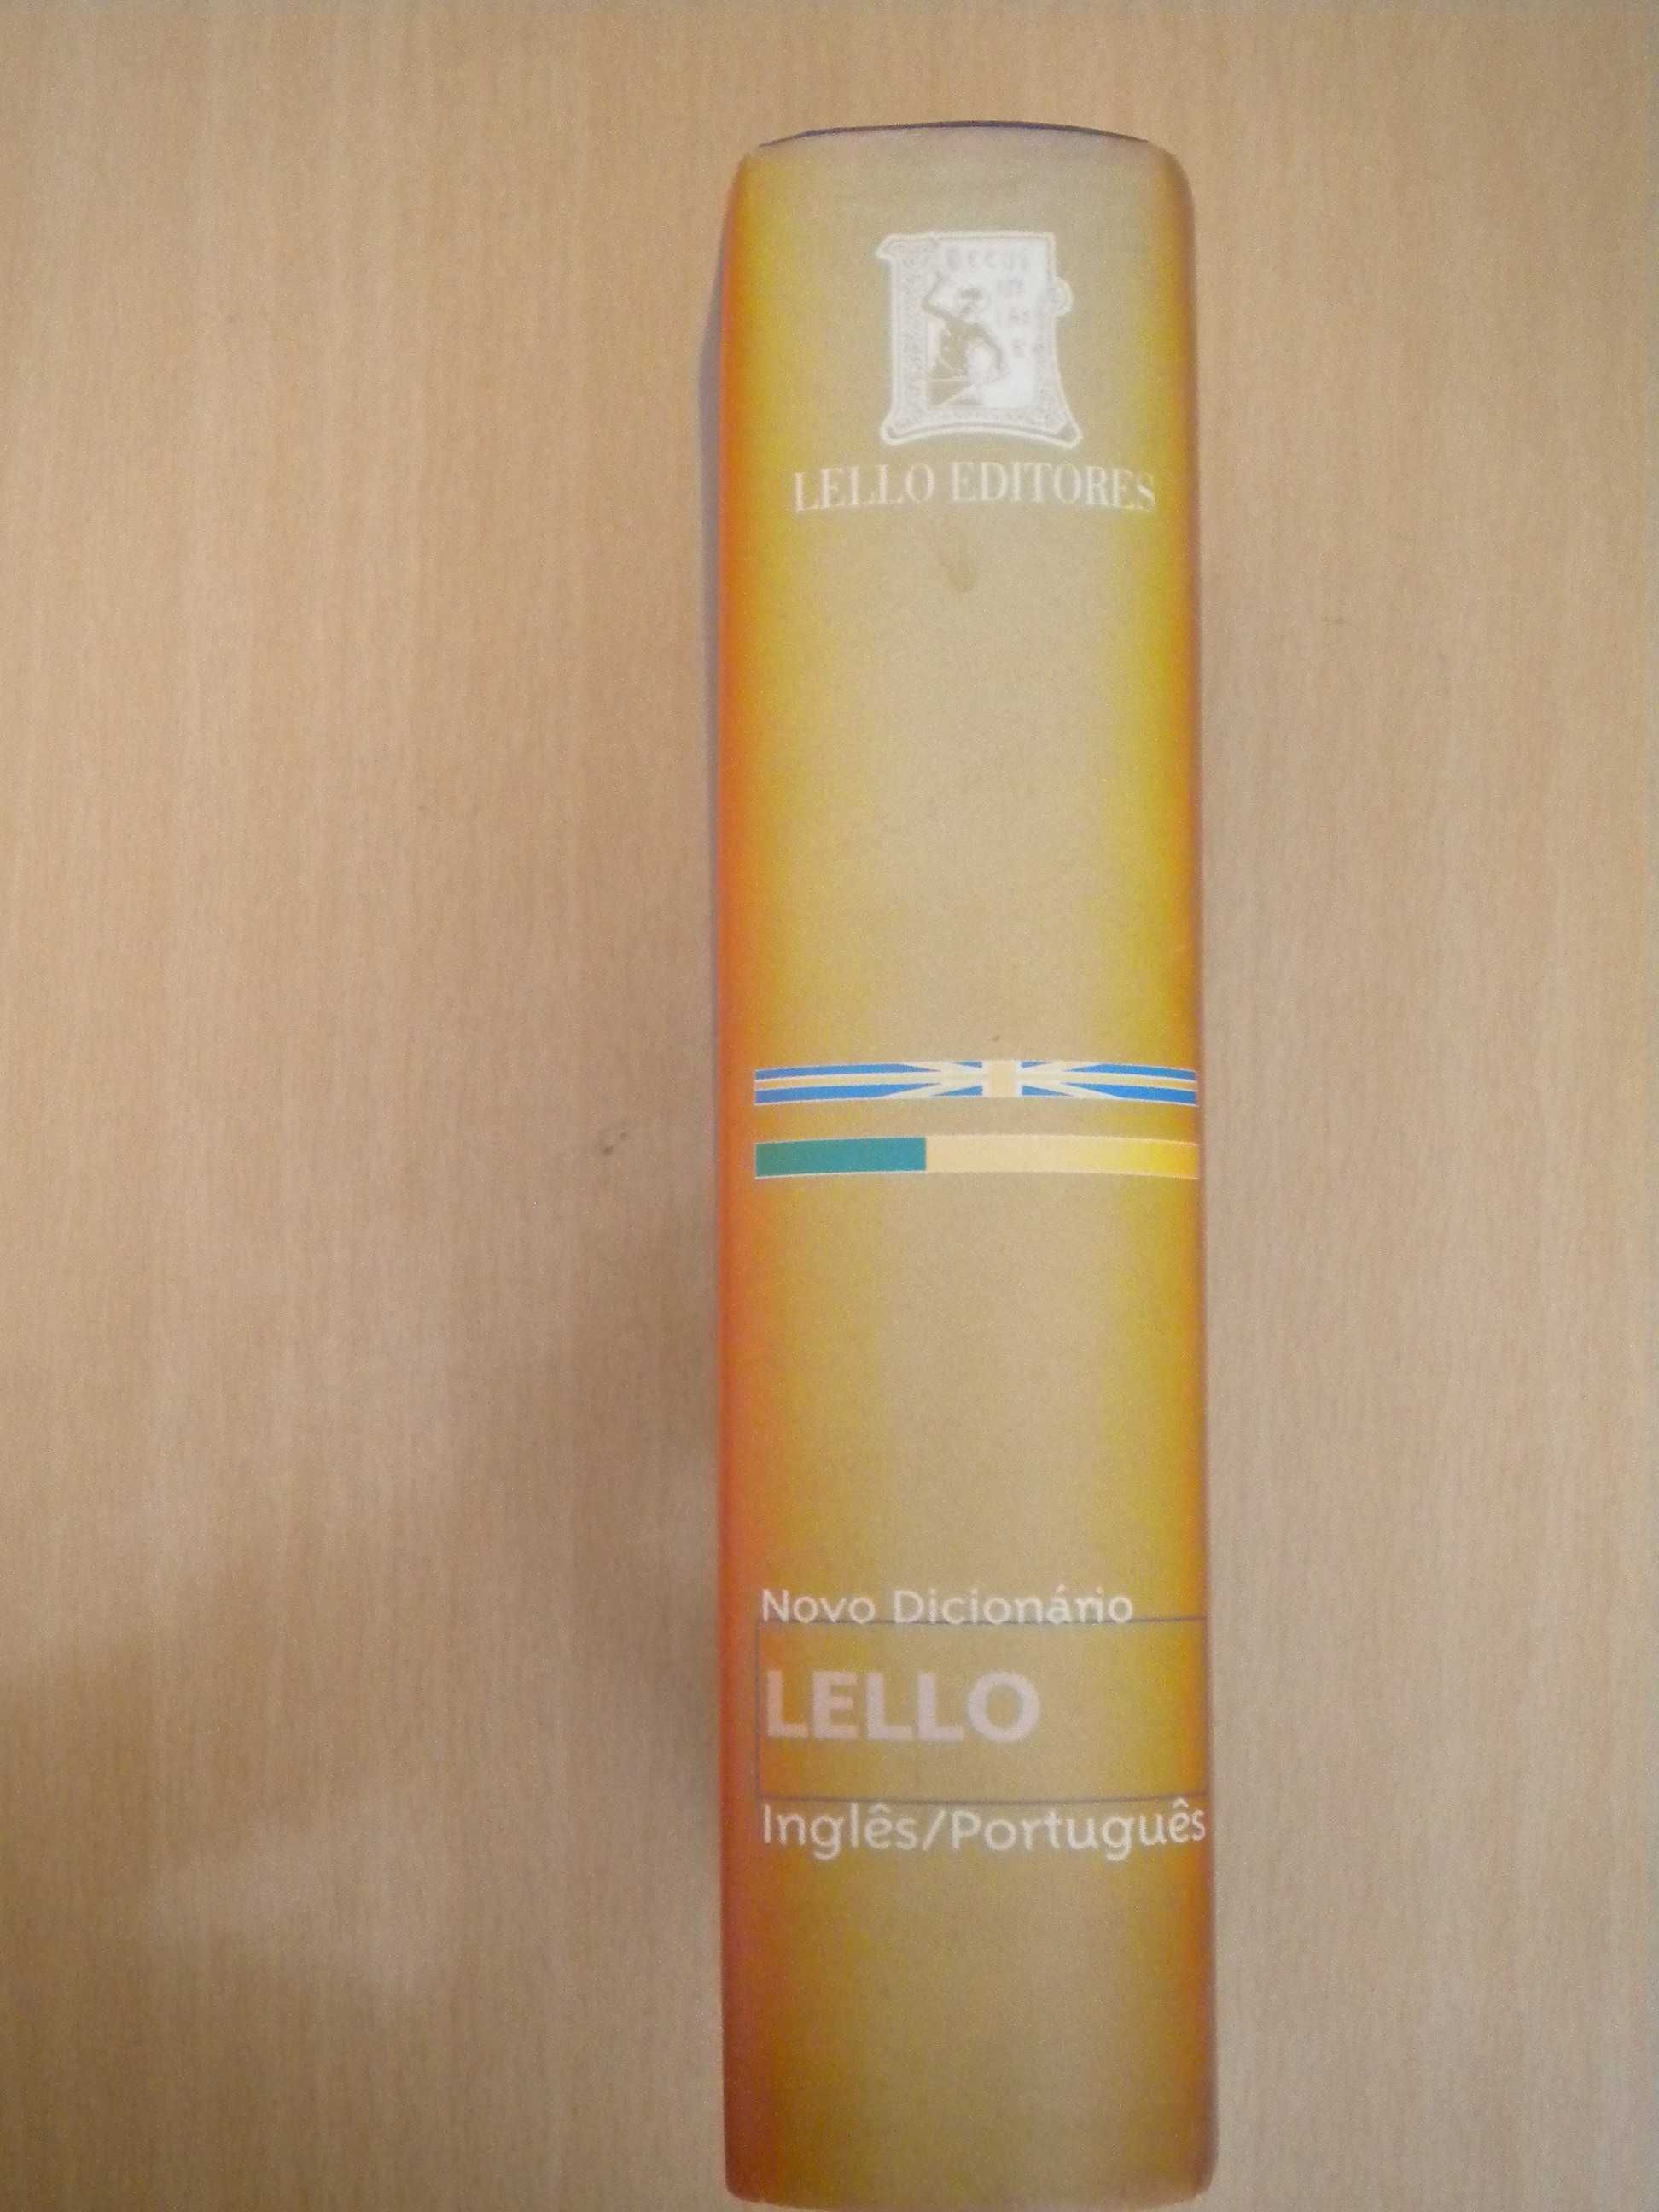 LELLO EDITORES
Novo Dicionário
LELLO
Inglês/Português